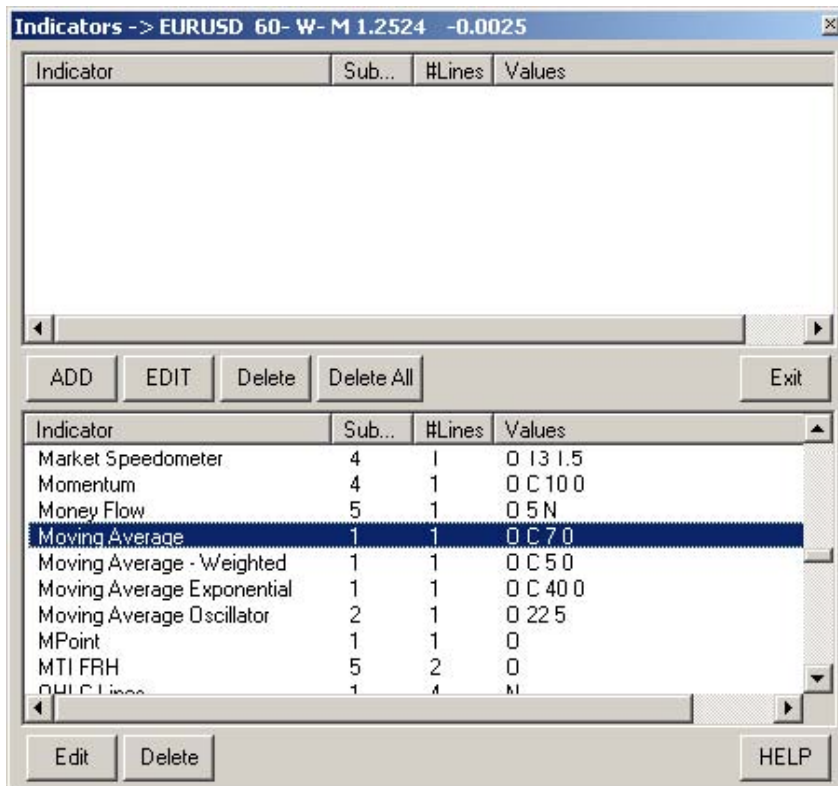 Indicators -> EURUSD 60- W- M 1.2524 -0.0025
Indicator Sub... #Lines Values
ADD EDIT Delete Delete All Exit
Indicator Sub... #Lines Values
Market Speedometer 4 1 0 13 1.5
Momentum 4 1 0 C 10 0
Money Flow 5 1 0 5 N
Moving Average 1 1 0 C 7 0
Moving Average - Weighted 1 1 0 C 5 0
Moving Average Exponential 1 1 0 C 40 0
Moving Average Oscillator 2 1 0 22 5
MPoint 1 1 0
MTI FRH 5 2 0
OHLC Lines 1 4 N
Edit Delete HELP